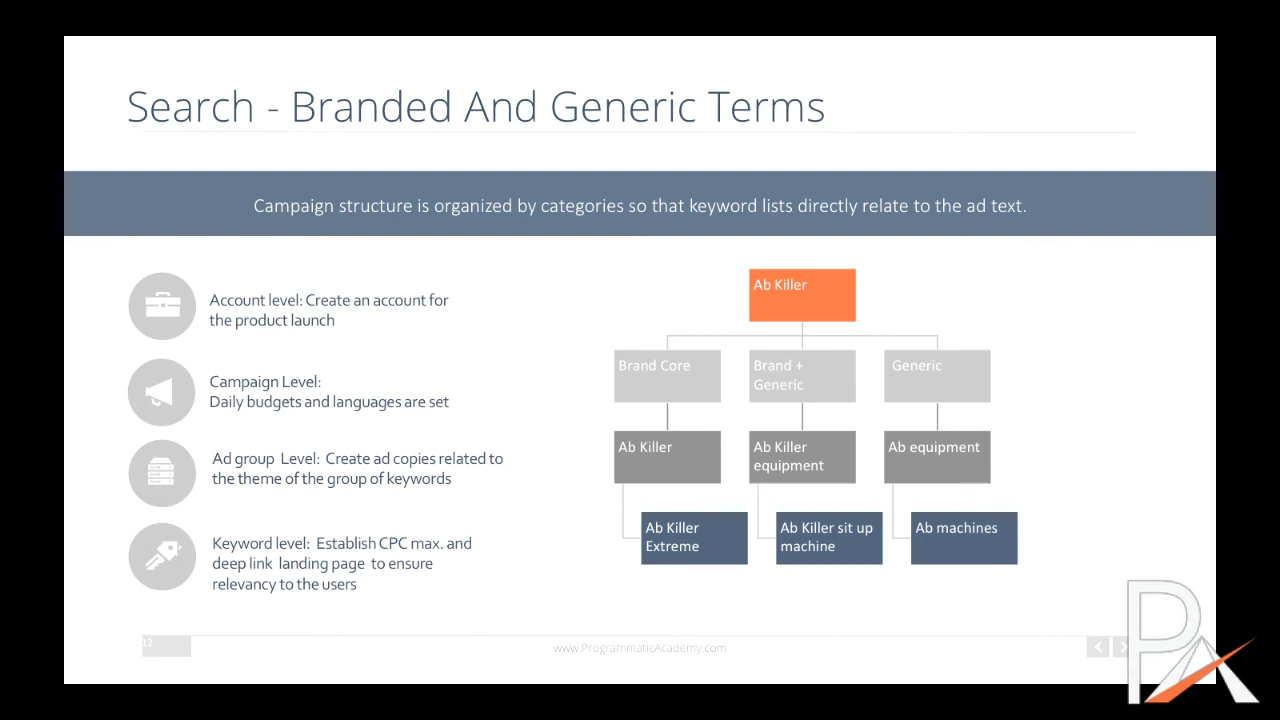 Search - Branded And Generic Terms
Campaign structure is organized by categories so that keyword lists directly relate to the ad text.
Account level: Create an account for
the product launch
Campaign Level:
Daily budgets and languages are set
Ad group Level: Create ad copies related to
the theme of the group of keywords
Keyword level: Establish CPC max. and
deep link landing page to ensure
relevancy to the users
Ab Killer
Brand Core
Brand +
Generic
Generic
Ab Killer
Ab Killer
equipment
Ab equipment
Ab Killer
Extreme
Ab Killer sit up
machine
Ab machines
12
www.ProgrammaticAcademy.com
PA